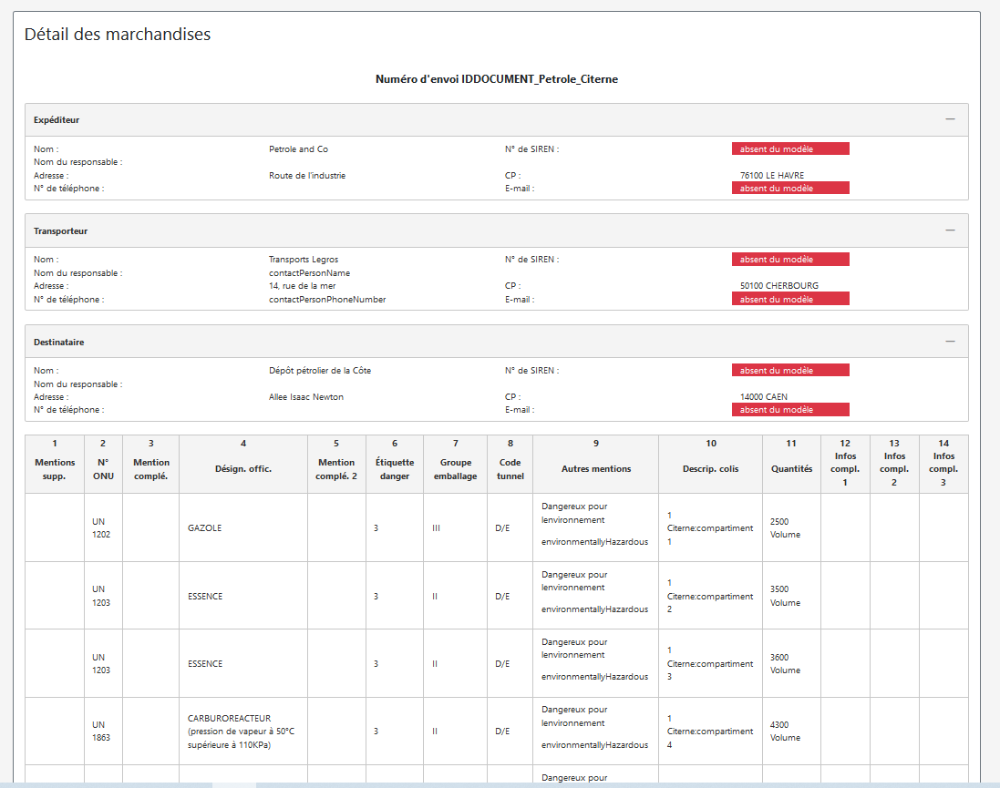 Détail des marchandises
Numéro d'envoi IDDOCUMENT_Petrole_Citerne
Expéditeur —
Nom : Petrole and Co N° de SIREN : absent du modèle
Nom du responsable :
Adresse : Route de l'industrie CP : 76100 LE HAVRE
N° de téléphone : E-mail : absent du modèle
Transporteur —
Nom : Transports Legros N° de SIREN : absent du modèle
Nom du responsable : contactPersonName
Adresse : 14, rue de la mer CP : 50100 CHERBOURG
N° de téléphone : contactPersonPhoneNumber E-mail : absent du modèle
Destinataire —
Nom : Dépôt pétrolier de la Côte N° de SIREN : absent du modèle
Nom du responsable :
Adresse : Allee Isaac Newton CP : 14000 CAEN
N° de téléphone : E-mail : absent du modèle
1
Mentions
supp.
2
N°
ONU
3
Mention
complé.
4
Désign. offic.
5
Mention
complé. 2
6
Étiquette
danger
7
Groupe
emballage
8
Code
tunnel
9
Autres mentions
10
Descrip. colis
11
Quantités
12
Infos
compl.
1
13
Infos
compl.
2
14
Infos
compl.
3
UN
1202
GAZOLE
3
III
D/E
Dangereux pour
lenvironnement
environmentallyHazardous
1
Citerne:compartiment
1
2500
Volume
UN
1203
ESSENCE
3
II
D/E
Dangereux pour
lenvironnement
environmentallyHazardous
1
Citerne:compartiment
2
3500
Volume
UN
1203
ESSENCE
3
II
D/E
Dangereux pour
lenvironnement
environmentallyHazardous
1
Citerne:compartiment
3
3600
Volume
UN
1863
CARBUROREACTEUR
(pression de vapeur à 50°C
supérieure à 110KPa)
3
II
D/E
Dangereux pour
lenvironnement
environmentallyHazardous
1
Citerne:compartiment
4
4300
Volume
Dangereux pour